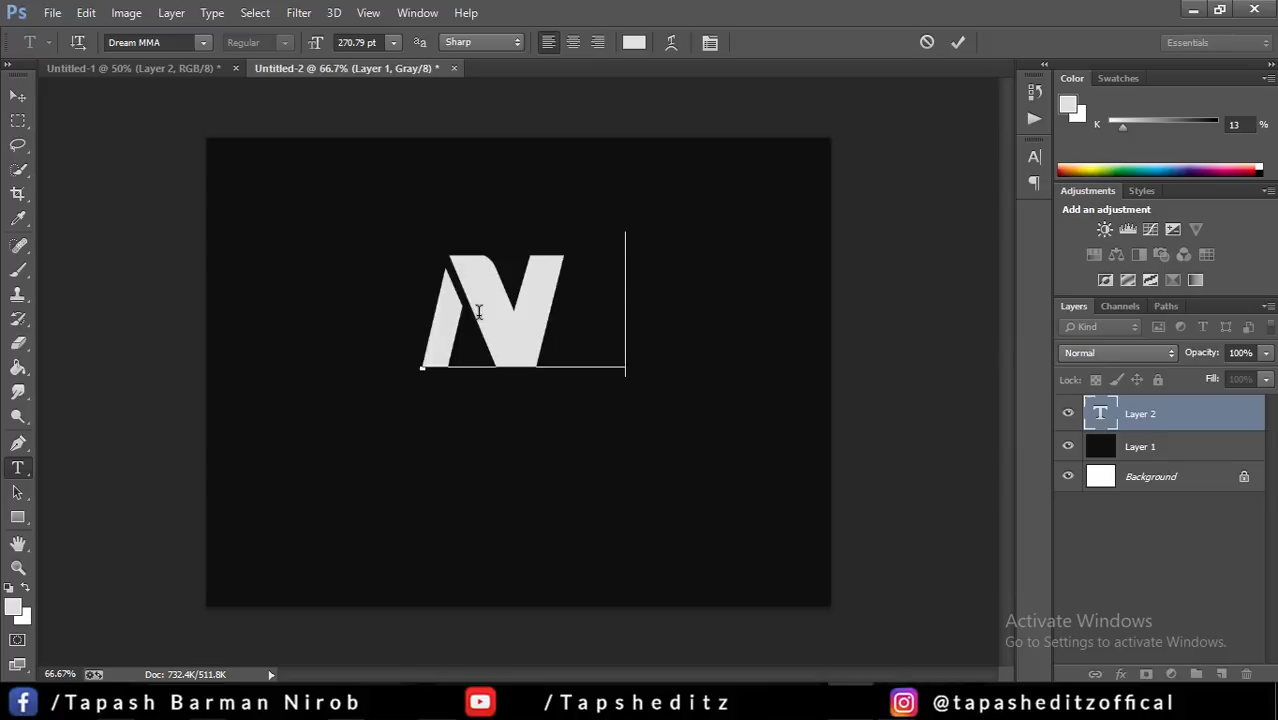 Ps File Edit Image Layer Type Select Filter 3D View Window Help
T Dream MMA Regular 270.79 pt aa Sharp Essentials
Untitled-1 @ 50% (Layer 2, RGB/8) * × Untitled-2 @ 66.7% (Layer 1, Gray/8) * ×
Color Swatches
K 13 %
Adjustments Styles
Add an adjustment
Layers Channels Paths
Kind
Normal Opacity: 100%
Lock: Fill: 100%
T Layer 2
Layer 1
Background
N
Activate Windows
Go to Settings to activate Windows.
66.67% Doc: 732.4K/511.8K
/Tapash Barman Nirob /Tapsheditz @tapasheditzoffical